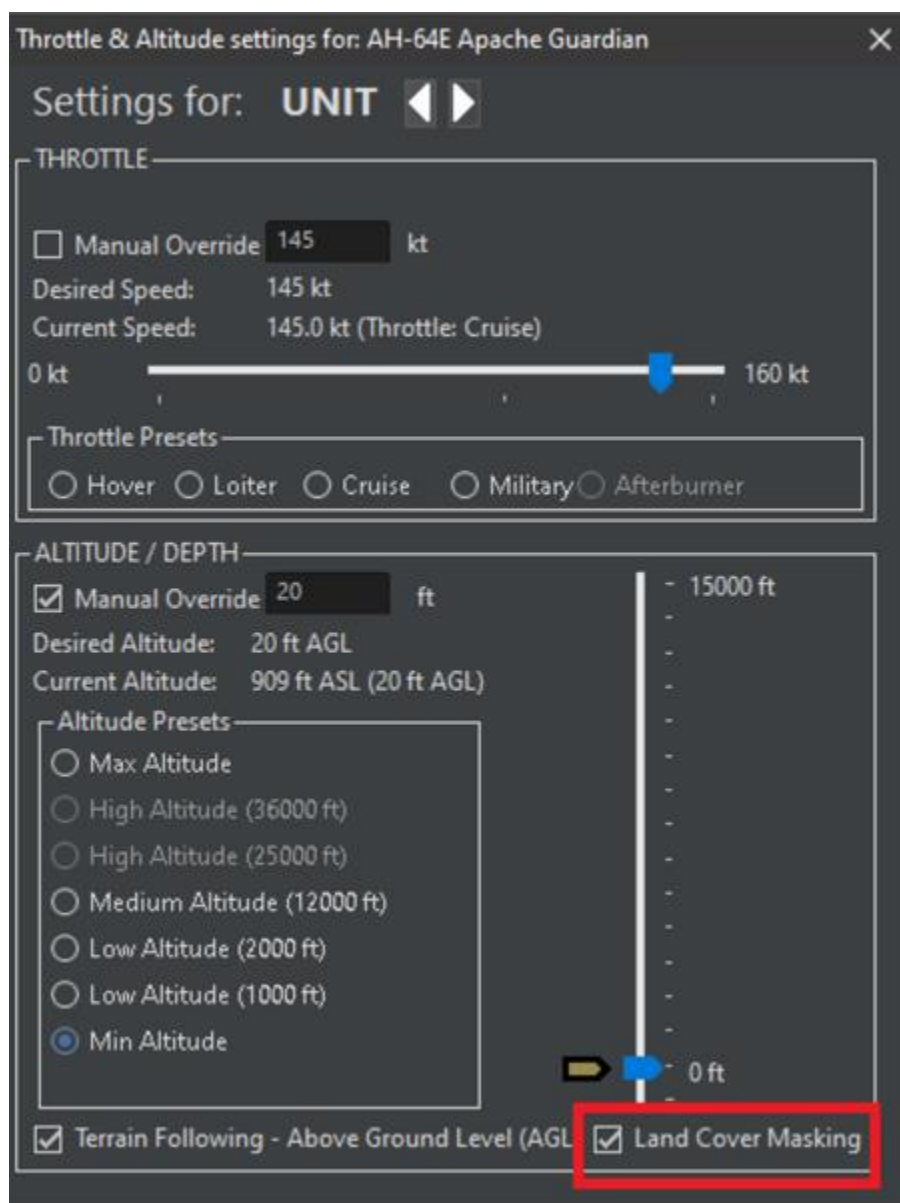 Throttle & Altitude settings for: AH-64E Apache Guardian
Settings for: UNIT
THROTTLE
Manual Override 145 kt
Desired Speed: 145 kt
Current Speed: 145.0 kt (Throttle: Cruise)
0 kt 160 kt
Throttle Presets
Hover Loiter Cruise Military Afterburner
ALTITUDE / DEPTH
Manual Override 20 ft
15000 ft
Desired Altitude: 20 ft AGL
Current Altitude: 909 ft ASL (20 ft AGL)
Altitude Presets
Max Altitude
High Altitude (36000 ft)
High Altitude (25000 ft)
Medium Altitude (12000 ft)
Low Altitude (2000 ft)
Low Altitude (1000 ft)
Min Altitude
0 ft
Terrain Following - Above Ground Level (AGL Land Cover Masking